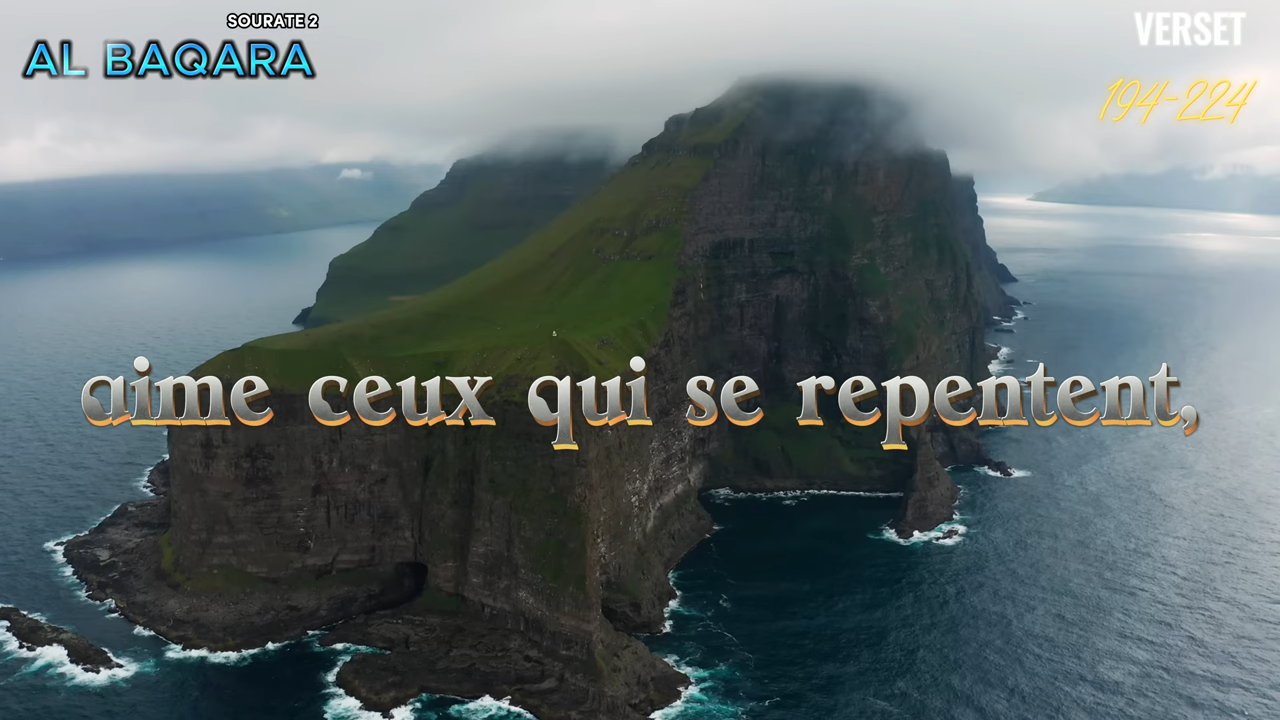 SOURATE 2
AL BAQARA
VERSET
194-224
aime ceux qui se repentent,